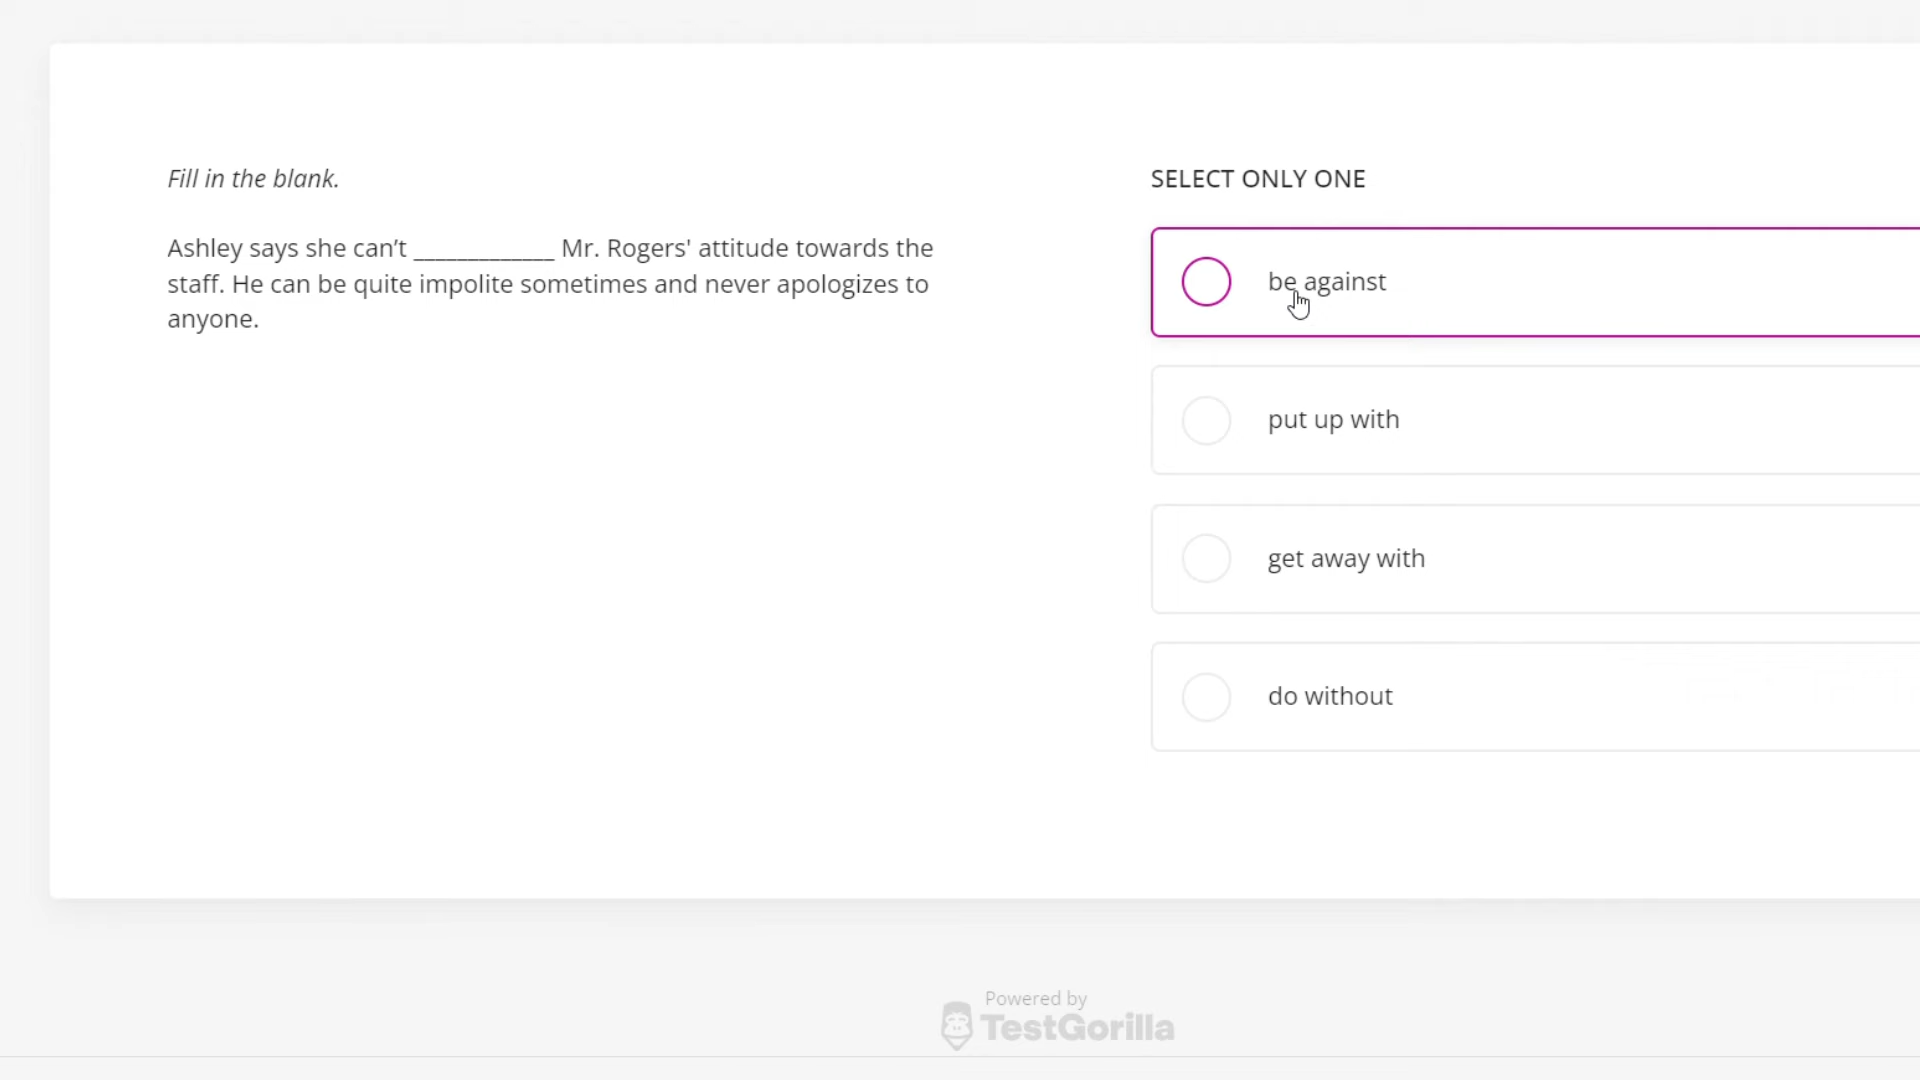 Fill in the blank.
Ashley says she can’t _____________ Mr. Rogers' attitude towards the
staff. He can be quite impolite sometimes and never apologizes to
anyone.
SELECT ONLY ONE
be against
put up with
get away with
do without
Powered by
TestGorilla